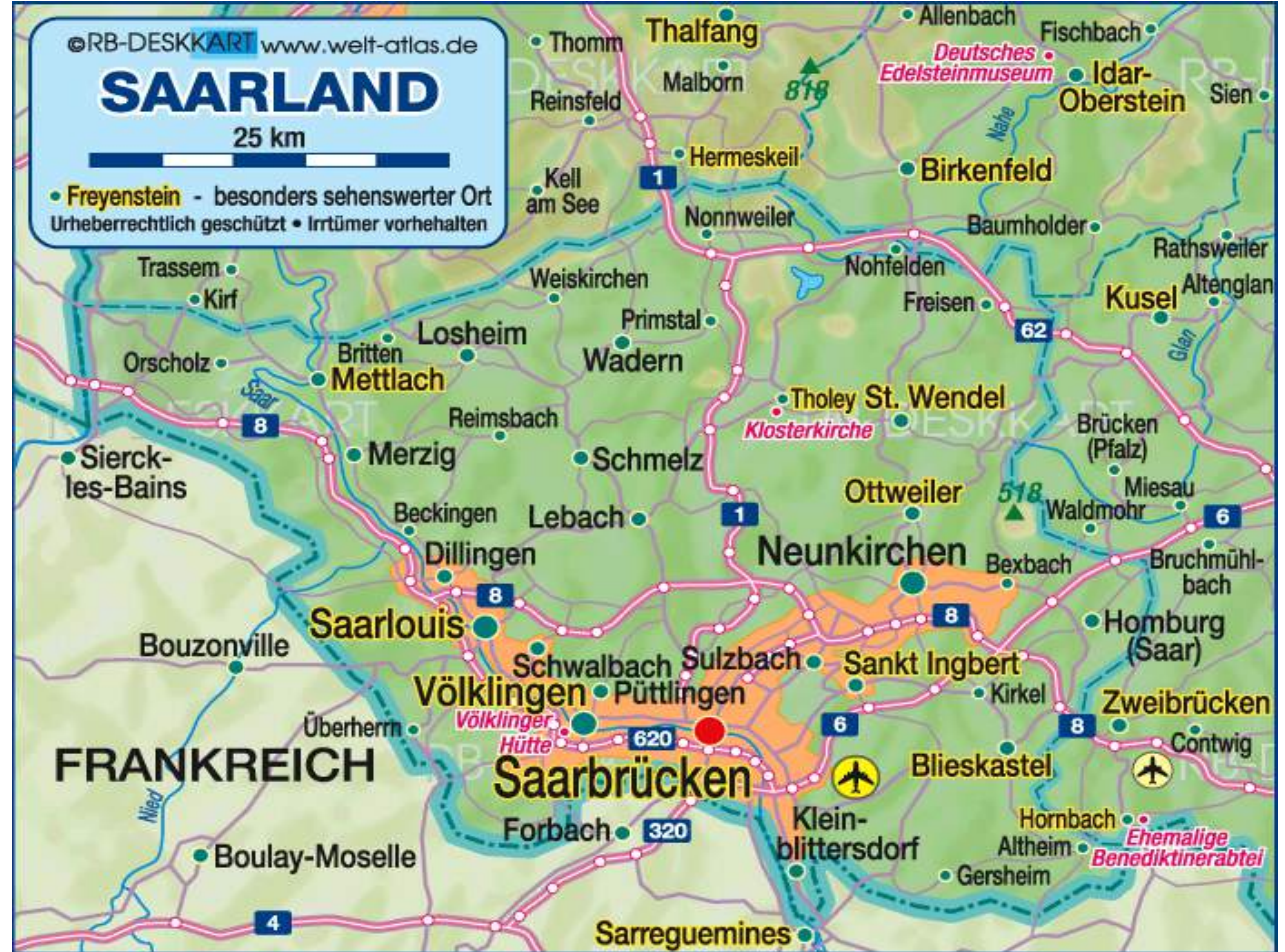 ©RB-DESKKART www.welt-atlas.de
SAARLAND
25 km
Freyenstein - besonders sehenswerter Ort
Urheberrechtlich geschützt • Irrtümer vorhehalten
Thomm
Thalfang
Allenbach
Fischbach
Deutsches
Edelsteinmuseum
Idar-
Oberstein
Malborn
818
Reinsfeld
Sien
Nahe
Hermeskeil
Birkenfeld
1
Kell
am See
Nonnweiler
Baumholder
Rathsweiler
Trassem
Kirf
Weiskirchen
Nohfelden
Freisen
Altenglan
Kusel
Primstal
62
Losheim
Wadern
Britten
Orscholz
Mettlach
Glan
Saar
8
Tholey
St. Wendel
Klosterkirche
Reimsbach
Brücken
(Pfalz)
Sierck-
les-Bains
Merzig
Schmelz
Ottweiler
518
Miesau
Waldmohr
6
Beckingen
Lebach
1
Dillingen
Neunkirchen
Bexbach
Bruchmühl-
bach
8
8
Saarlouis
Homburg
(Saar)
Bouzonville
Schwalbach
Sulzbach
Sankt Ingbert
Völklingen
Püttlingen
Kirkel
Völklinger
Hütte
Zweibrücken
Überherrn
620
6
8
Contwig
FRANKREICH
Saarbrücken
Blieskastel
Nied
Forbach
320
Klein-
blittersdorf
Hornbach
Ehemalige
Benediktinerabtei
Altheim
Boulay-Moselle
Gersheim
4
Sarreguemines